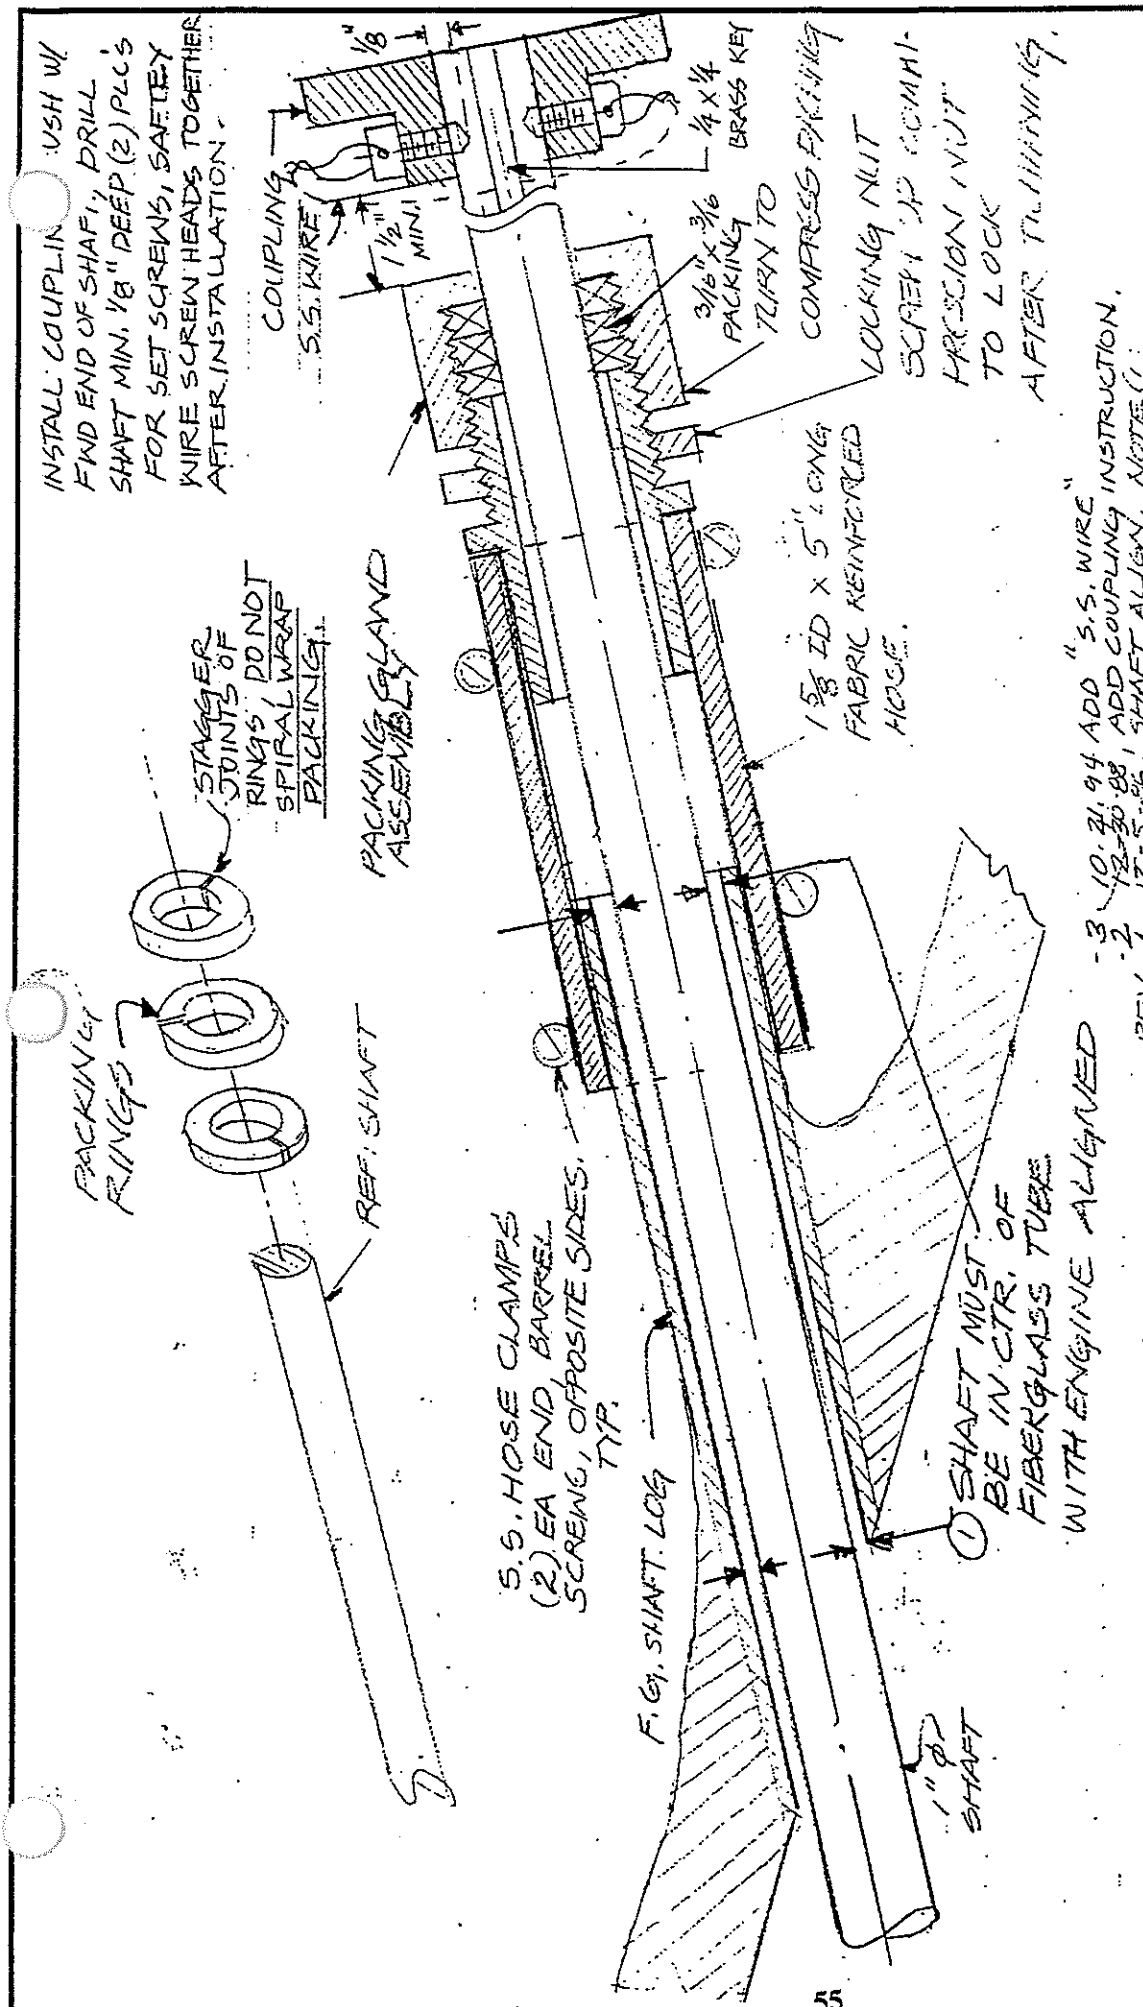 INSTALL COUPLIN USH W/
FWD END OF SHAFT, DRILL
SHAFT MIN. 1/8" DEEP (2) PLC'S
FOR SET SCREWS, SAFTEY
WIRE SCREW HEADS TOGETHER
AFTER INSTALLATION.
COUPLING
S.S. WIRE
1/8"
1 1/2"
MIN.
1/4 x 1/4
BRASS KEY
STAGGER
JOINTS OF
RINGS DO NOT
SPIRAL WRAP
PACKING.
PACKING
RINGS
REF: SHAFT
PACKING GLAND
ASSEMBLY
3/16" x 3/16
PACKING
TURN TO
COMPRESS PACKING
LOCKING NUT
NUT
TO LOCK
AFTER
1 5/8 ID x 5" LONG
FABRIC REINFORCED
HOSE.
S.S. HOSE CLAMPS
(2) EA END, BARREL
SCREWS, OPPOSITE SIDES.
TYP.
F.G. SHAFT LOG
1 SHAFT MUST
BE IN CTR. OF
FIBERGLASS TUBE
WITH ENGINE ALIGNED
1" Ø
SHAFT
-3 10.21.94 ADD "S.S. WIRE"
-2 12-30-88 ADD COUPLING INSTRUCTION.
SHAFT ALIGN.
55